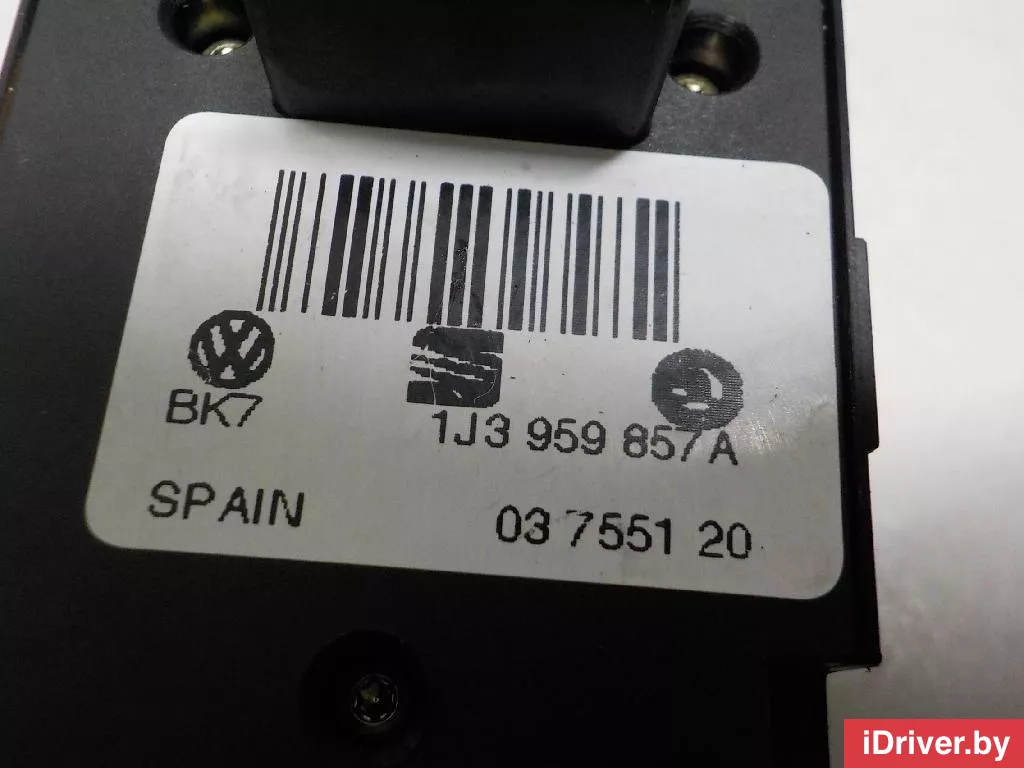 BK7
1J3 959 857A
SPAIN
03 7551 20
iDriver.by